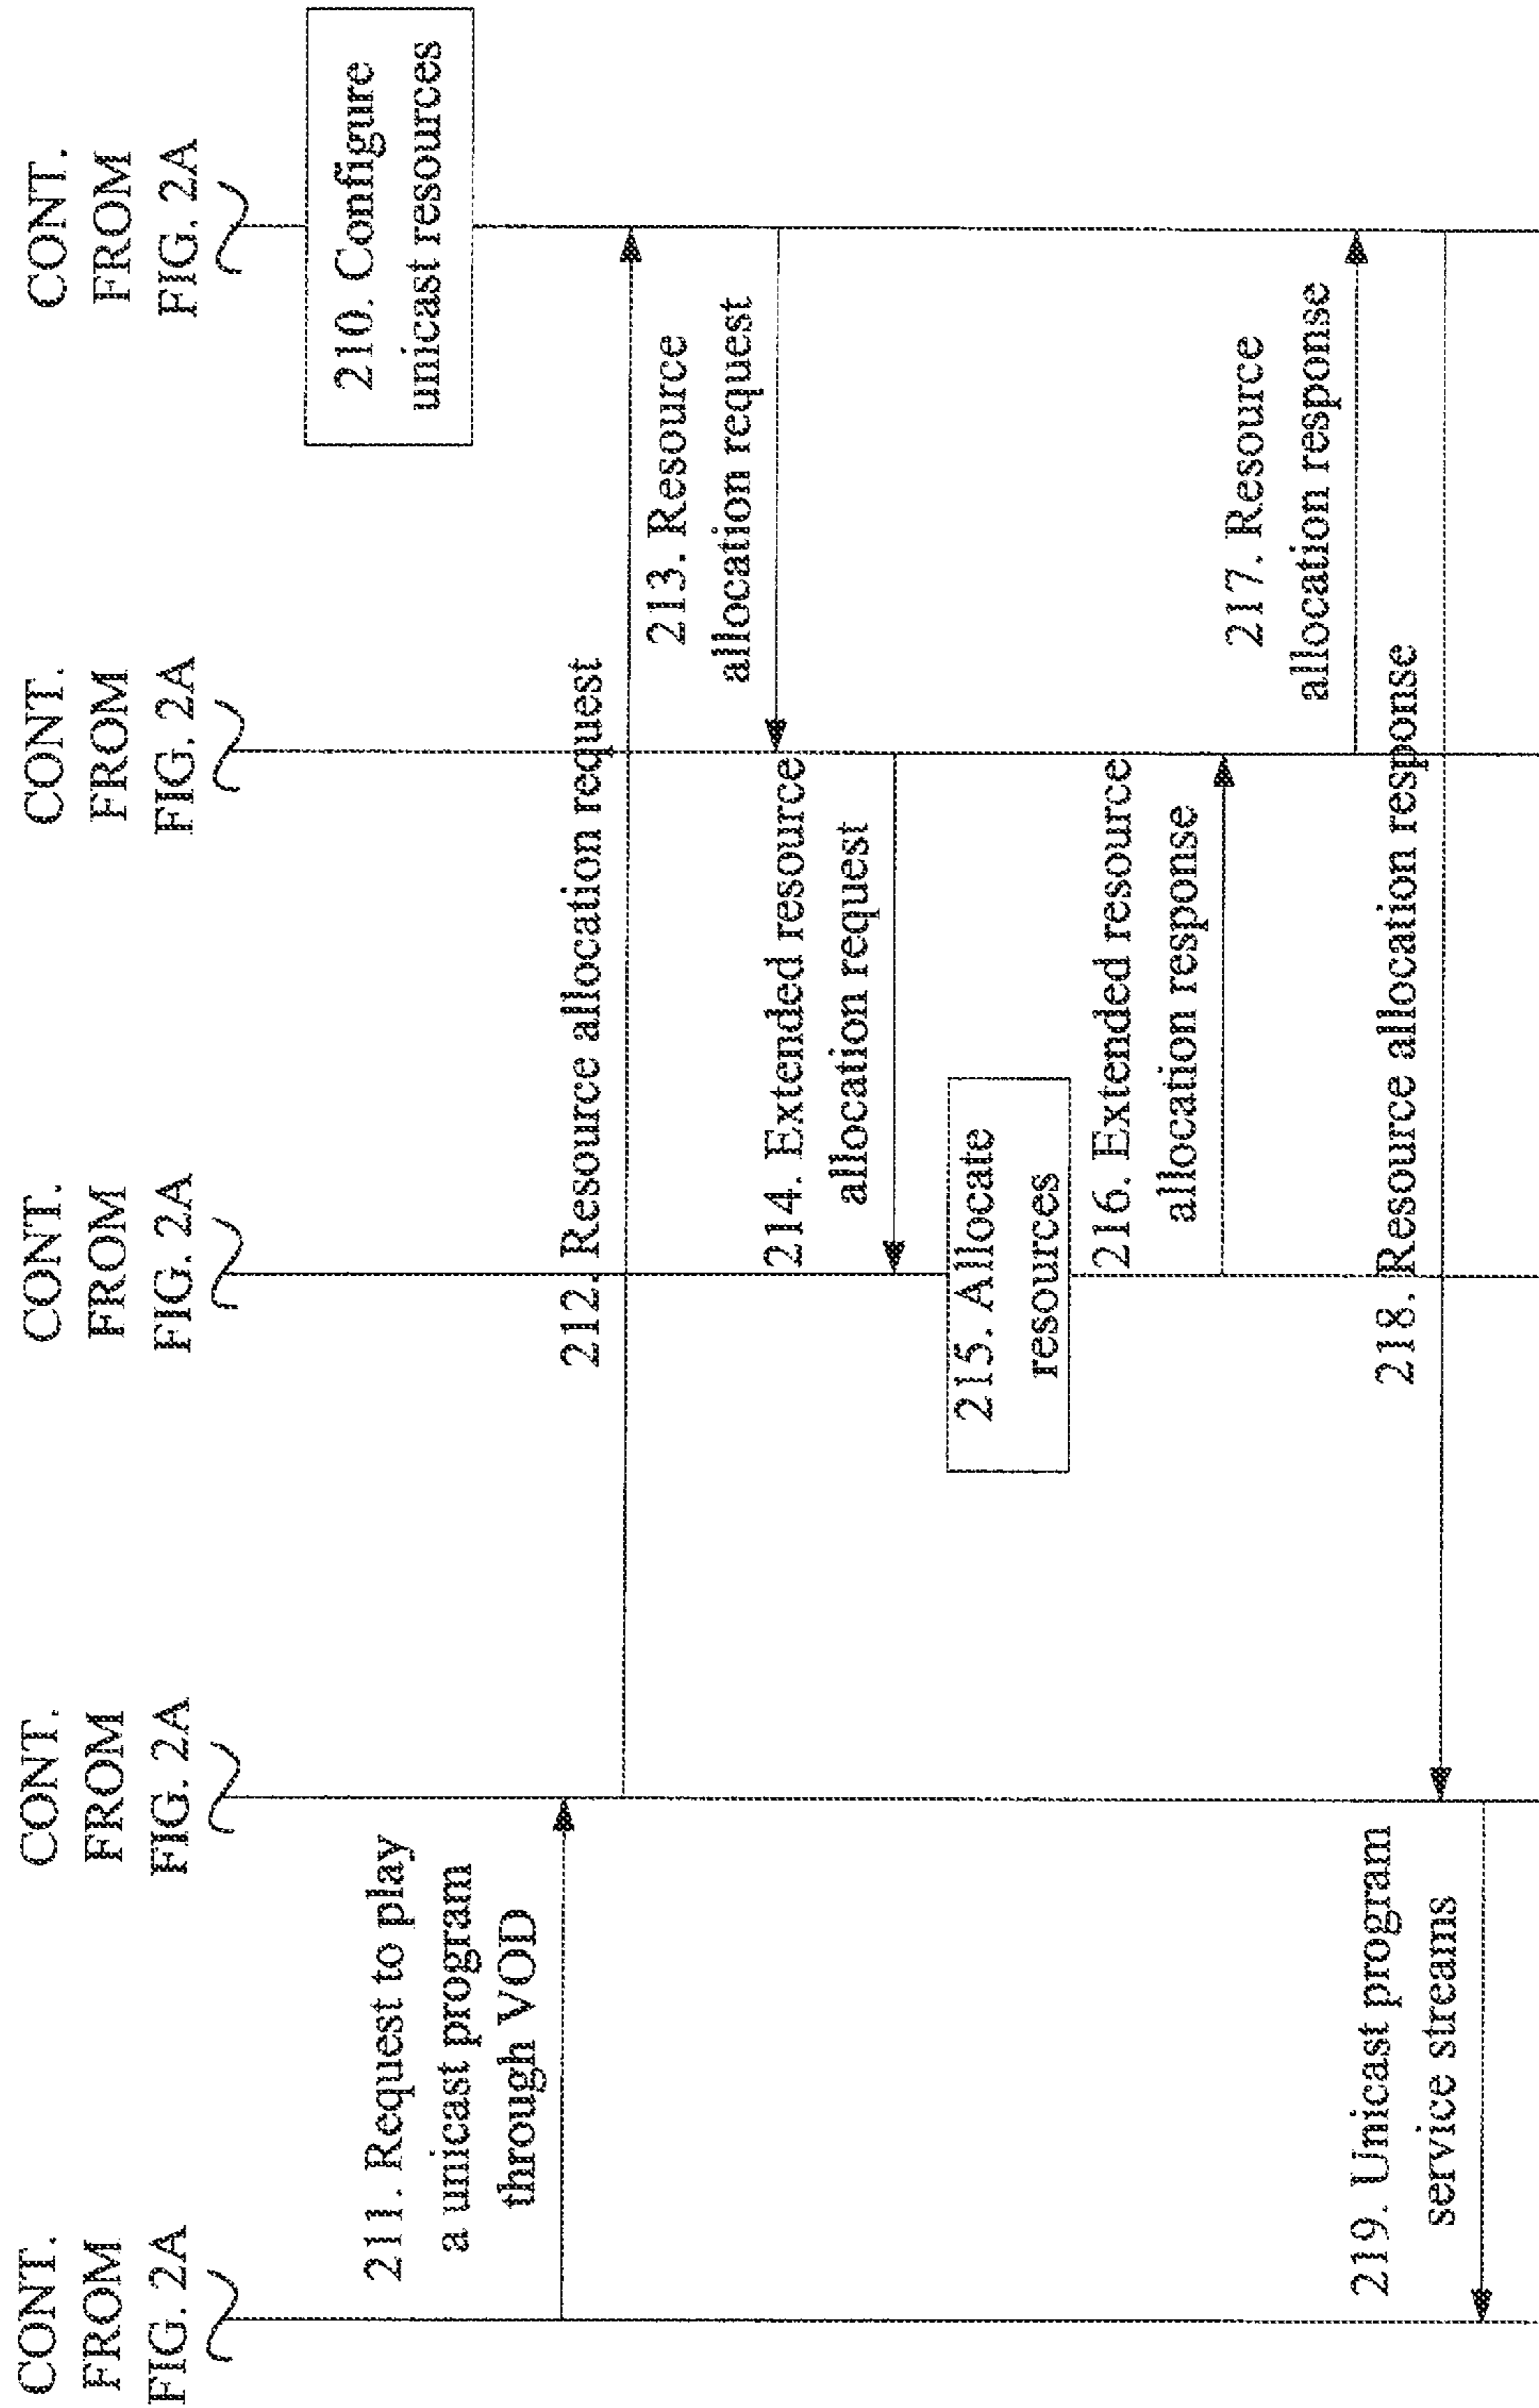 CONT.
FROM
FIG. 2A
CONT.
FROM
FIG. 2A
CONT.
FROM
FIG. 2A
CONT.
FROM
FIG. 2A
CONT.
FROM
FIG. 2A
210. Configure
unicast resources
211. Request to play
a unicast program
through VOD
212. Resource allocation request
213. Resource
allocation request
214. Extended resource
allocation request
215. Allocate
resources
216. Extended resource
allocation response
217. Resource
allocation response
218. Resource allocation response
219. Unicast program
service streams